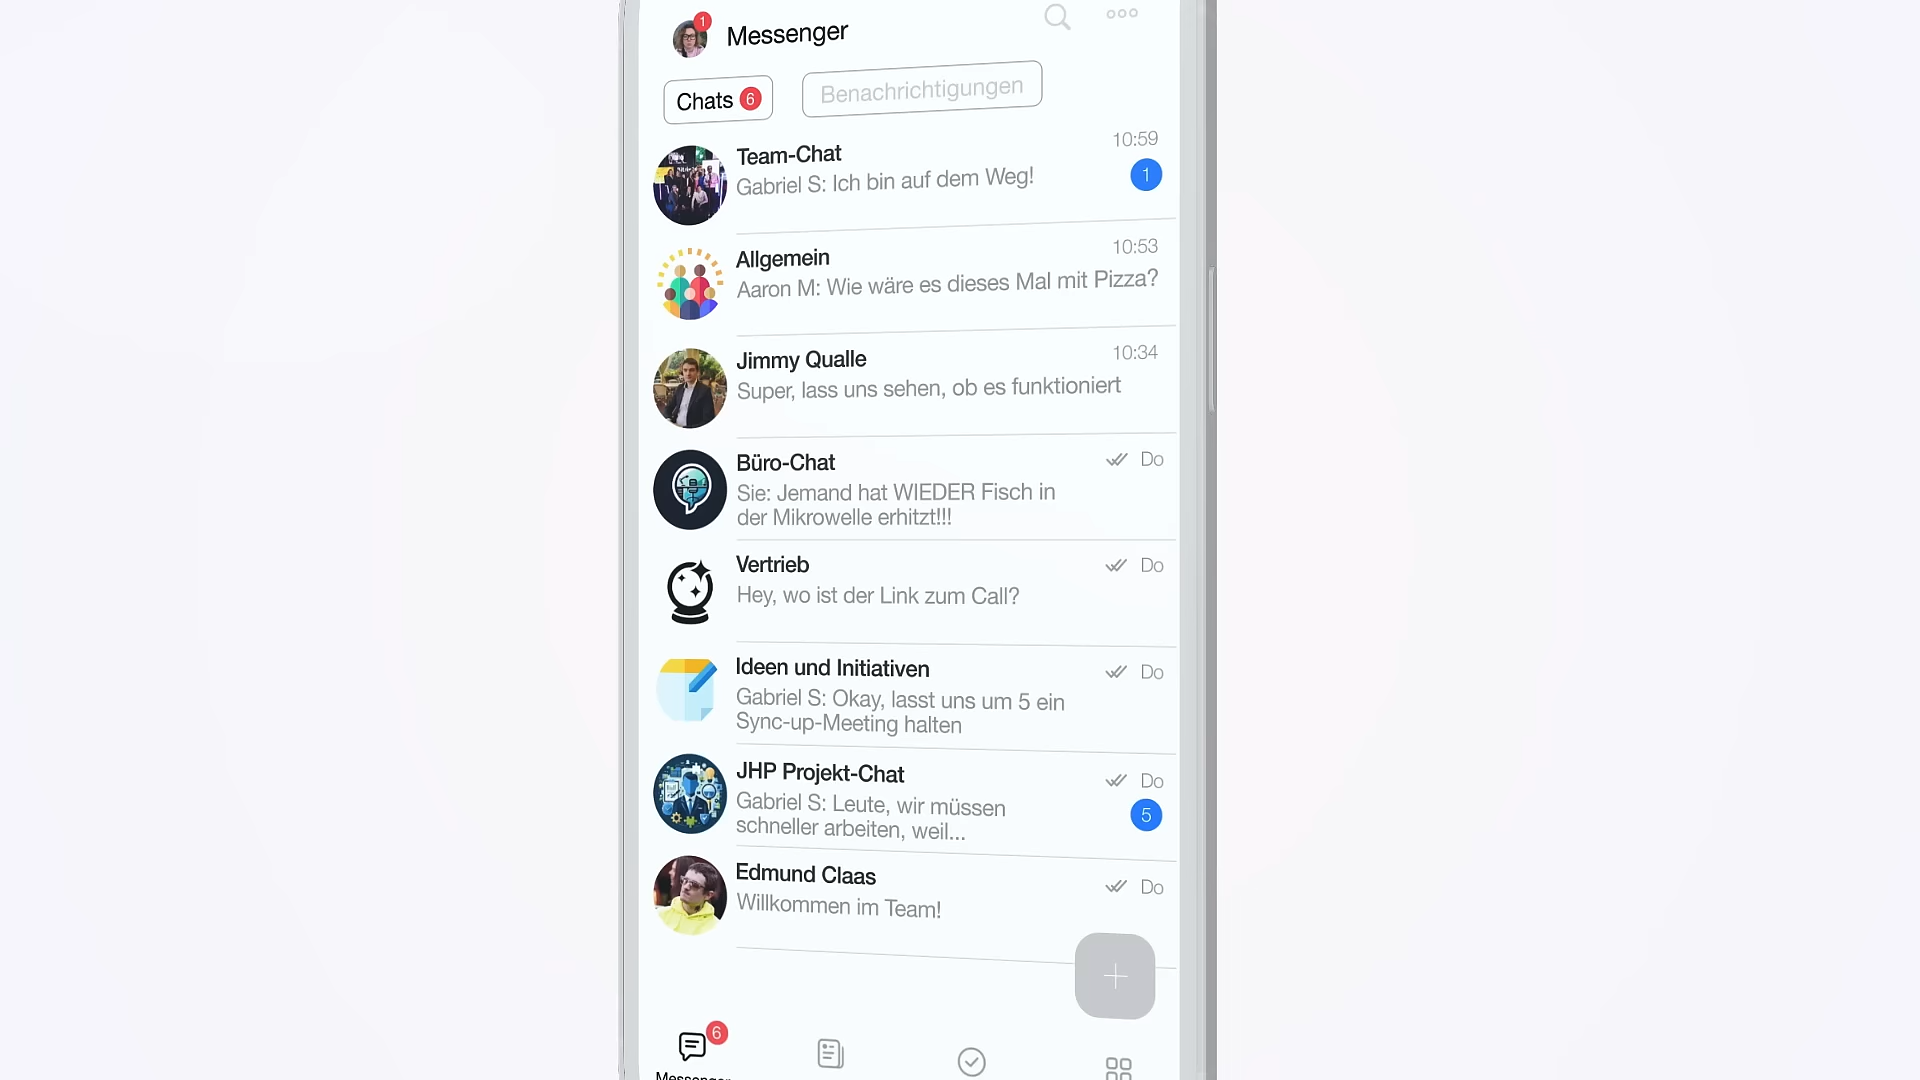 1
Messenger
Chats 6
Benachrichtigungen
Team-Chat
10:59
Gabriel S: Ich bin auf dem Weg!
1
Allgemein
10:53
Aaron M: Wie wäre es dieses Mal mit Pizza?
Jimmy Qualle
10:34
Super, lass uns sehen, ob es funktioniert
Büro-Chat
Do
Sie: Jemand hat WIEDER Fisch in
der Mikrowelle erhitzt!!!
Vertrieb
Do
Hey, wo ist der Link zum Call?
Ideen und Initiativen
Do
Gabriel S: Okay, lasst uns um 5 ein
Sync-up-Meeting halten
JHP Projekt-Chat
Do
Gabriel S: Leute, wir müssen
schneller arbeiten, weil...
5
Edmund Claas
Do
Willkommen im Team!
6
Messenger